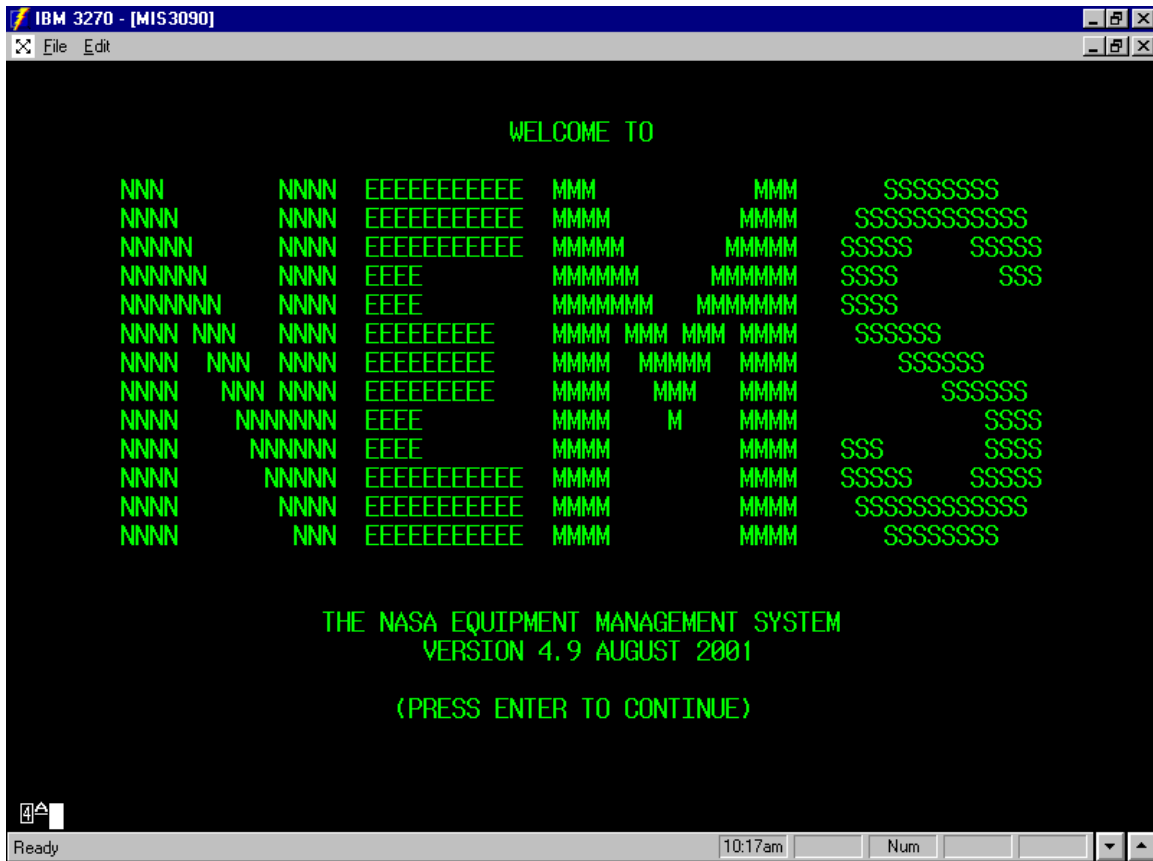 IBM 3270 - [MIS3090]
File Edit
WELCOME TO
NNN        NNNN  EEEEEEEEEEE  MMM           MMM      SSSSSSSS
NNNN       NNNN  EEEEEEEEEEE  MMMM         MMMM    SSSSSSSSSSSS
NNNNN      NNNN  EEEEEEEEEEE  MMMMM       MMMMM   SSSSS    SSSSS
NNNNNN     NNNN  EEEE         MMMMMM     MMMMMM   SSSS       SSS
NNNNNNN    NNNN  EEEE         MMMMMMM   MMMMMMM   SSSS
NNNN NNN   NNNN  EEEEEEEEE    MMMM MMM MMM MMMM    SSSSSS
NNNN  NNN  NNNN  EEEEEEEEE    MMMM  MMMMM  MMMM       SSSSSS
NNNN   NNN NNNN  EEEEEEEEE    MMMM   MMM   MMMM          SSSSSS
NNNN    NNNNNNN  EEEE         MMMM    M    MMMM             SSSS
NNNN     NNNNNN  EEEE         MMMM         MMMM   SSS       SSSS
NNNN      NNNNN  EEEEEEEEEEE  MMMM         MMMM   SSSSS    SSSSS
NNNN       NNNN  EEEEEEEEEEE  MMMM         MMMM    SSSSSSSSSSSS
NNNN        NNN  EEEEEEEEEEE  MMMM         MMMM      SSSSSSSS
THE NASA EQUIPMENT MANAGEMENT SYSTEM
VERSION 4.9 AUGUST 2001
(PRESS ENTER TO CONTINUE)
4
Ready 10:17am Num